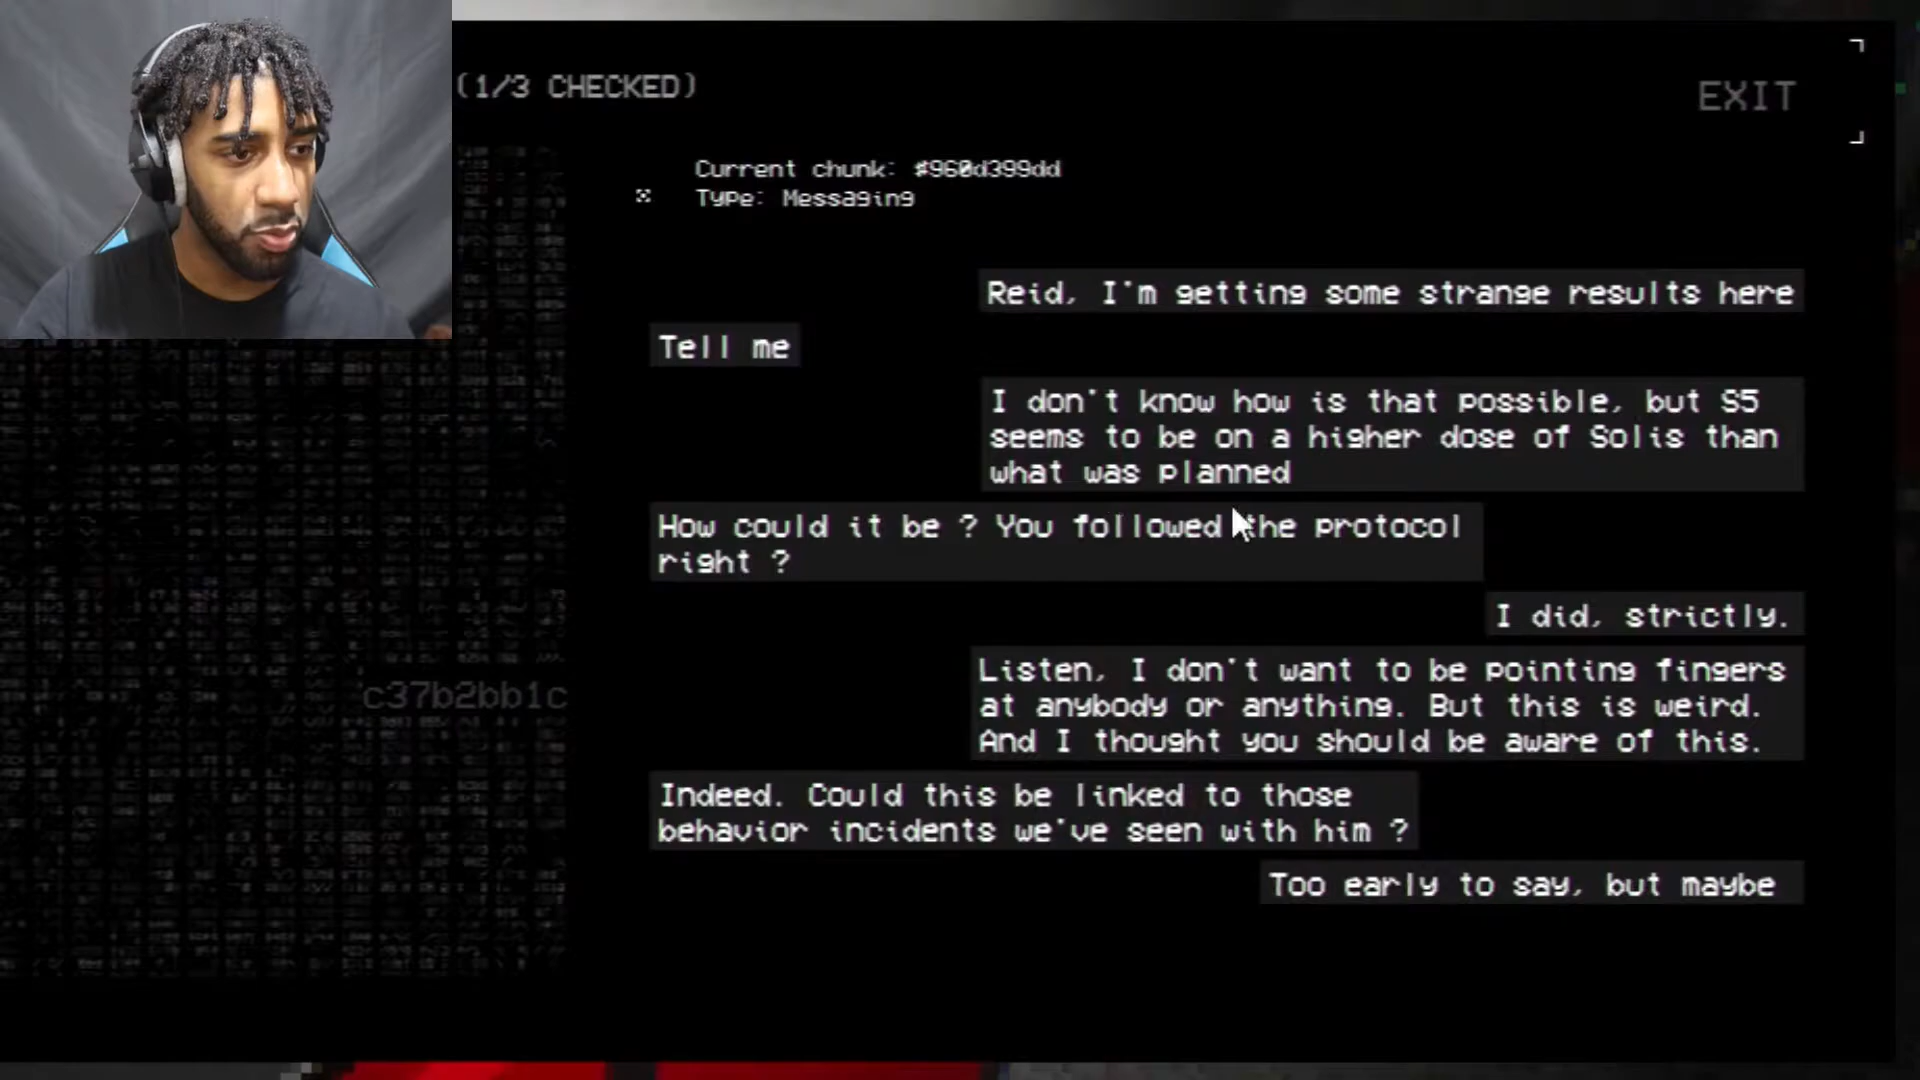 (1/3 CHECKED)
EXIT
Current chunk: #960d399dd
Type: Messaging
Reid, I'm getting some strange results here
Tell me
I don't know how is that possible, but S5
seems to be on a higher dose of Solis than
what was planned
How could it be ? You followed the protocol
right ?
I did, strictly.
Listen, I don't want to be pointing fingers
at anybody or anything. But this is weird.
And I thought you should be aware of this.
c37b2bb1c
Indeed. Could this be linked to those
behavior incidents we've seen with him ?
Too early to say, but maybe